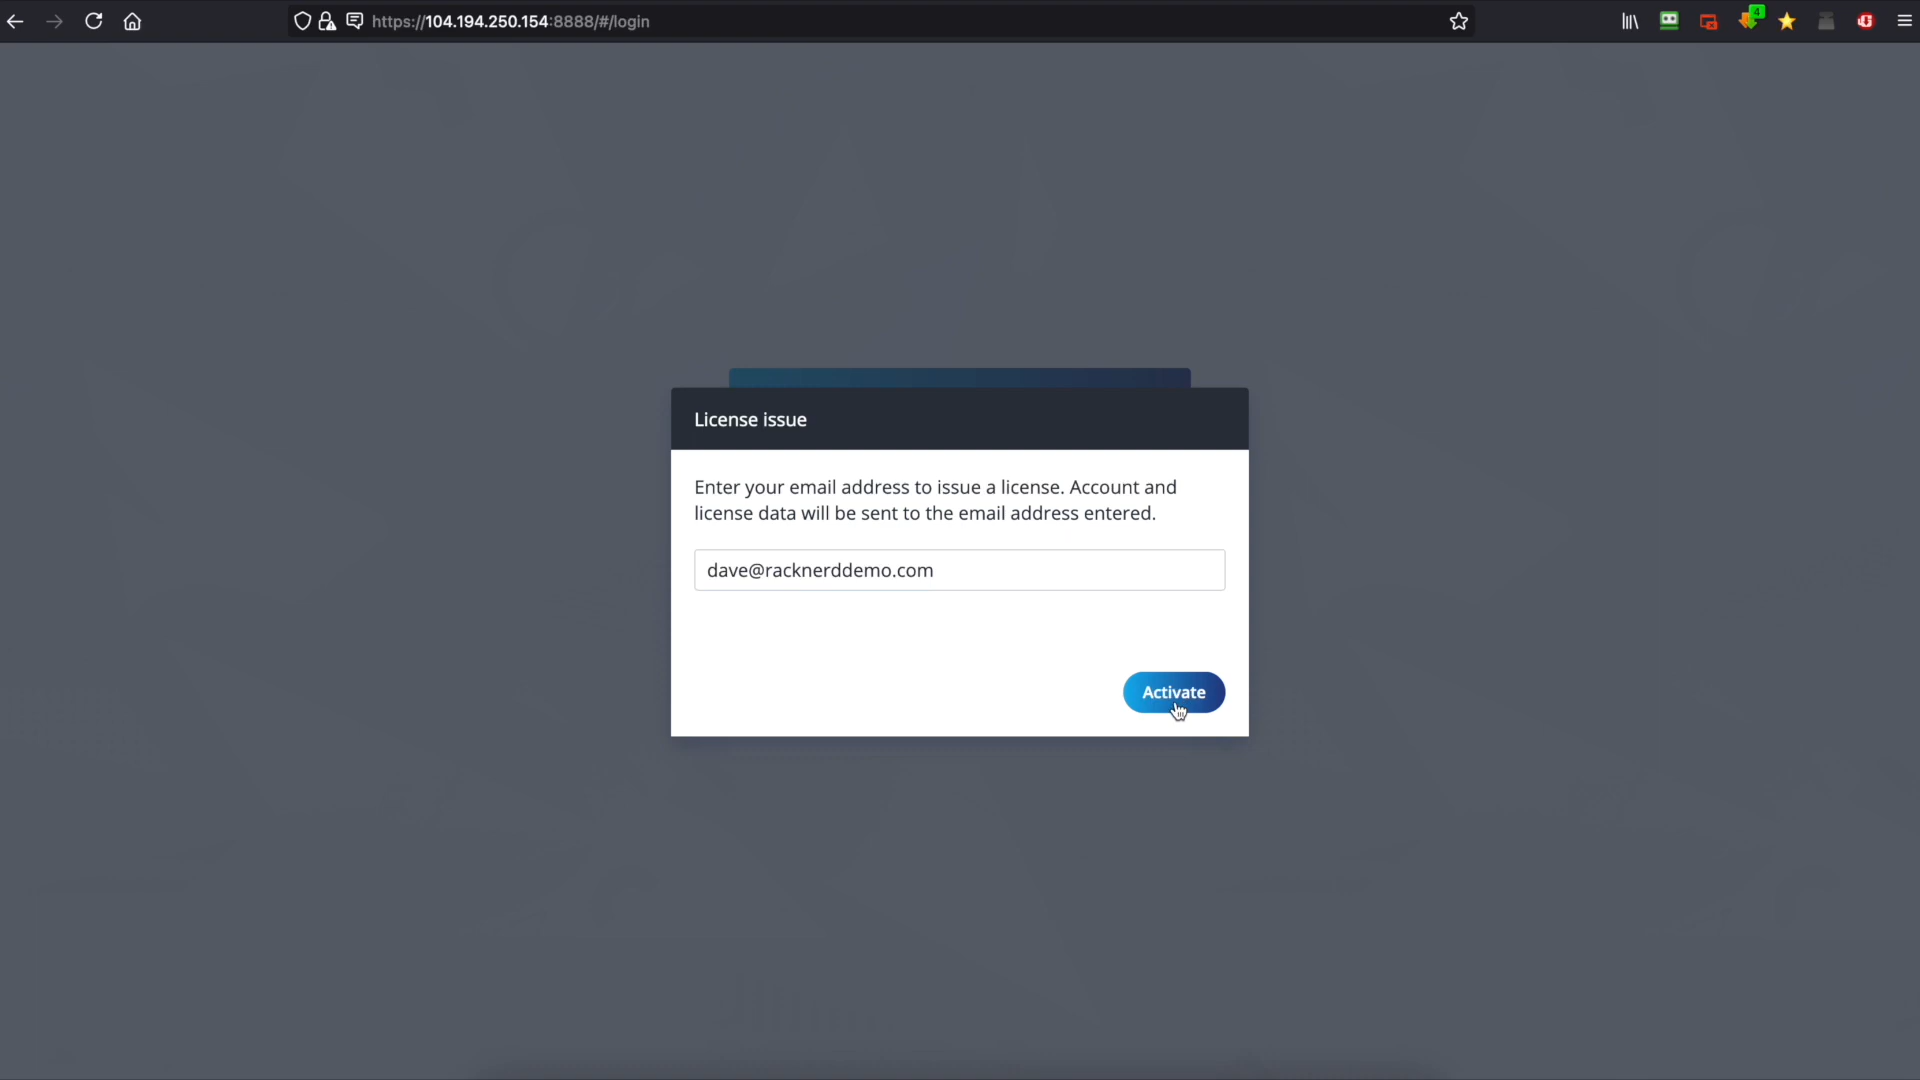 https://104.194.250.154:8888/#/login
4
License issue
Enter your email address to issue a license. Account and
license data will be sent to the email address entered.
dave@racknerddemo.com
Activate